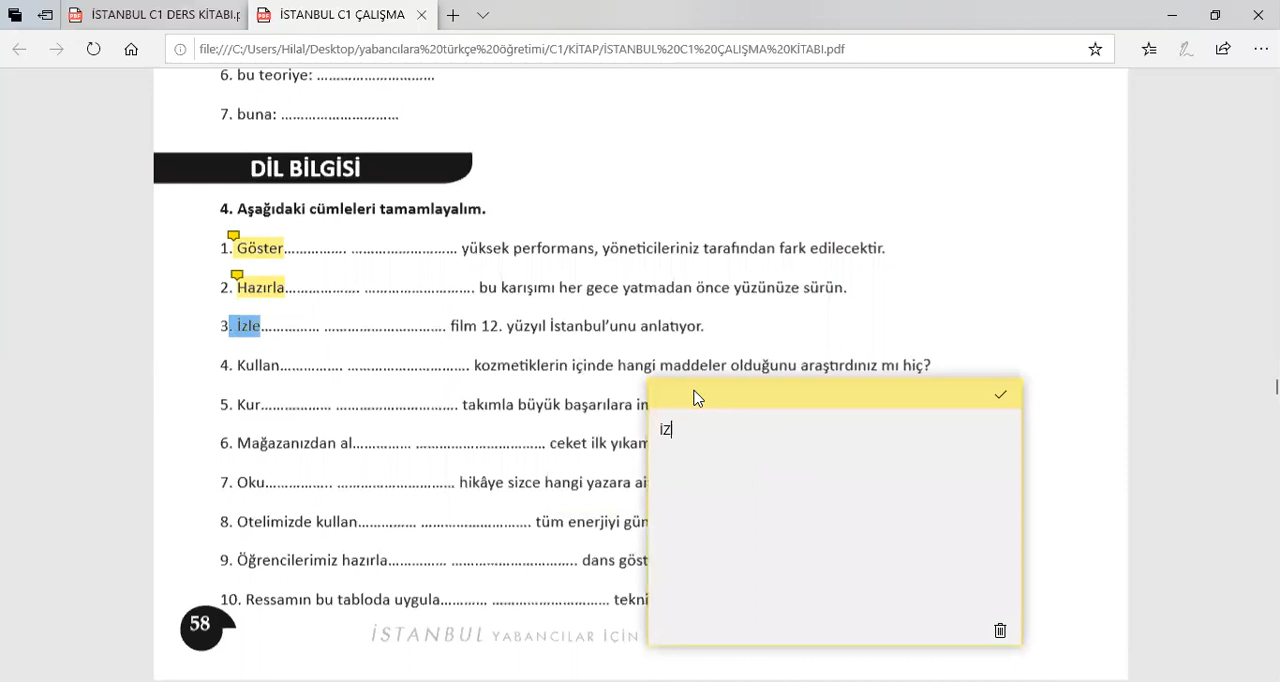 İSTANBUL C1 DERS KİTABI.p
İSTANBUL C1 ÇALIŞMA
file:///C:/Users/Hilal/Desktop/yabancılara%20türkçe%20öğretimi/C1/KİTAP/İSTANBUL%20C1%20ÇALIŞMA%20KİTABI.pdf
6. bu teoriye: …………………………
7. buna: …………………………
DİL BİLGİSİ
4. Aşağıdaki cümleleri tamamlayalım.
1. Göster……………. ……………………… yüksek performans, yöneticileriniz tarafından fark edilecektir.
2. Hazırla………………. ………………………. bu karışımı her gece yatmadan önce yüzünüze sürün.
3. İzle…………… …………………………. film 12. yüzyıl İstanbul’unu anlatıyor.
4. Kullan……………. …………………………. kozmetiklerin içinde hangi maddeler olduğunu araştırdınız mı hiç?
5. Kur………… …………………………. takımla büyük başarılara im
6. Mağazanızdan al…………… …………………………… ceket ilk yıkam
7. Oku…………….. ………………………… hikâye sizce hangi yazara ai
8. Otelimizde kullan…………… ………………………. tüm enerjiyi gün
9. Öğrencilerimiz hazırla…………… ………………………….. dans göst
10. Ressamın bu tabloda uygula………… ………………………… tekni
İZ
58
İSTANBUL YABANCILAR İÇİN